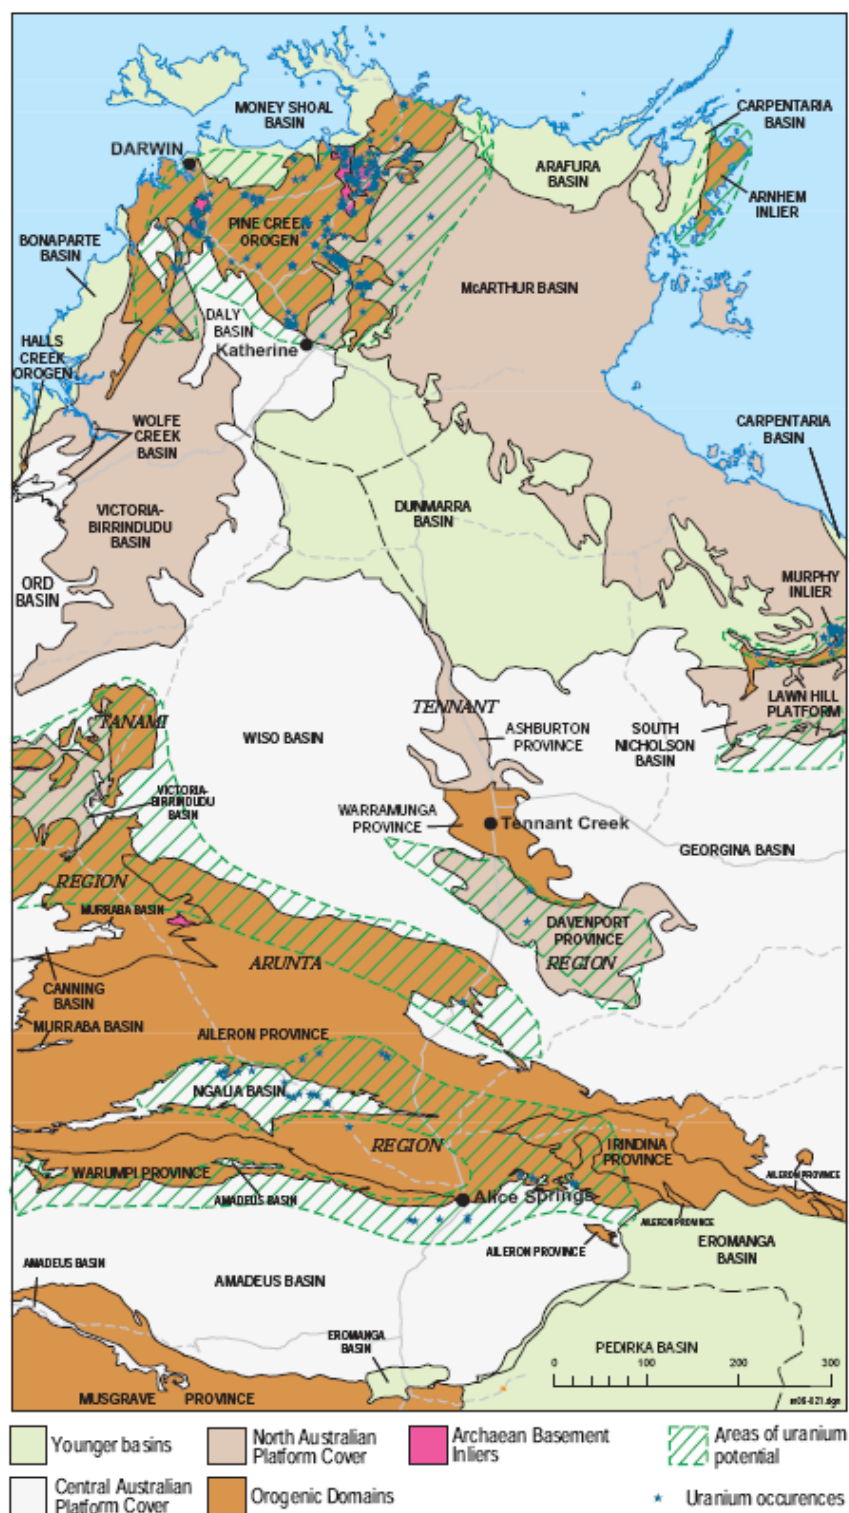 MONEY SHOAL
BASIN
CARPENTARIA
BASIN
DARWIN
ARAFURA
BASIN
ARNHEM
INLIER
PINE CREEK
OROGEN
BONAPARTE
BASIN
McARTHUR BASIN
DALY
BASIN
HALLS
CREEK
OROGEN
Katherine
WOLFE
CREEK
BASIN
CARPENTARIA
BASIN
VICTORIA-
BIRRINDUDU
BASIN
DUNMARRA
BASIN
ORD
BASIN
MURPHY
INLIER
TENNANT
LAWN HILL
PLATFORM
TANAMI
WISO BASIN
ASHBURTON
PROVINCE
SOUTH
NICHOLSON
BASIN
VICTORIA-
BIRRINDUDU
BASIN
WARRAMUNGA
PROVINCE
Tennant Creek
GEORGINA BASIN
REGION
MURRABA BASIN
DAVENPORT
PROVINCE
REGION
ARUNTA
CANNING
BASIN
MURRABA BASIN
AILERON PROVINCE
NGALIA BASIN
REGION
IRINDINA
PROVINCE
WARUMPI PROVINCE
AILERON PROVINCE
AMADEUS BASIN
Alice Springs
AILERON PROVINCE
AILERON PROVINCE
EROMANGA
BASIN
AMADEUS BASIN
AMADEUS BASIN
EROMANGA
BASIN
PEDIRKA BASIN
0 100 200 300
MUSGRAVE PROVINCE
m06-021.dgn
Younger basins
North Australian
Platform Cover
Archaean Basement
Inliers
Areas of uranium
potential
Central Australian
Platform Cover
Orogenic Domains
Uranium occurences